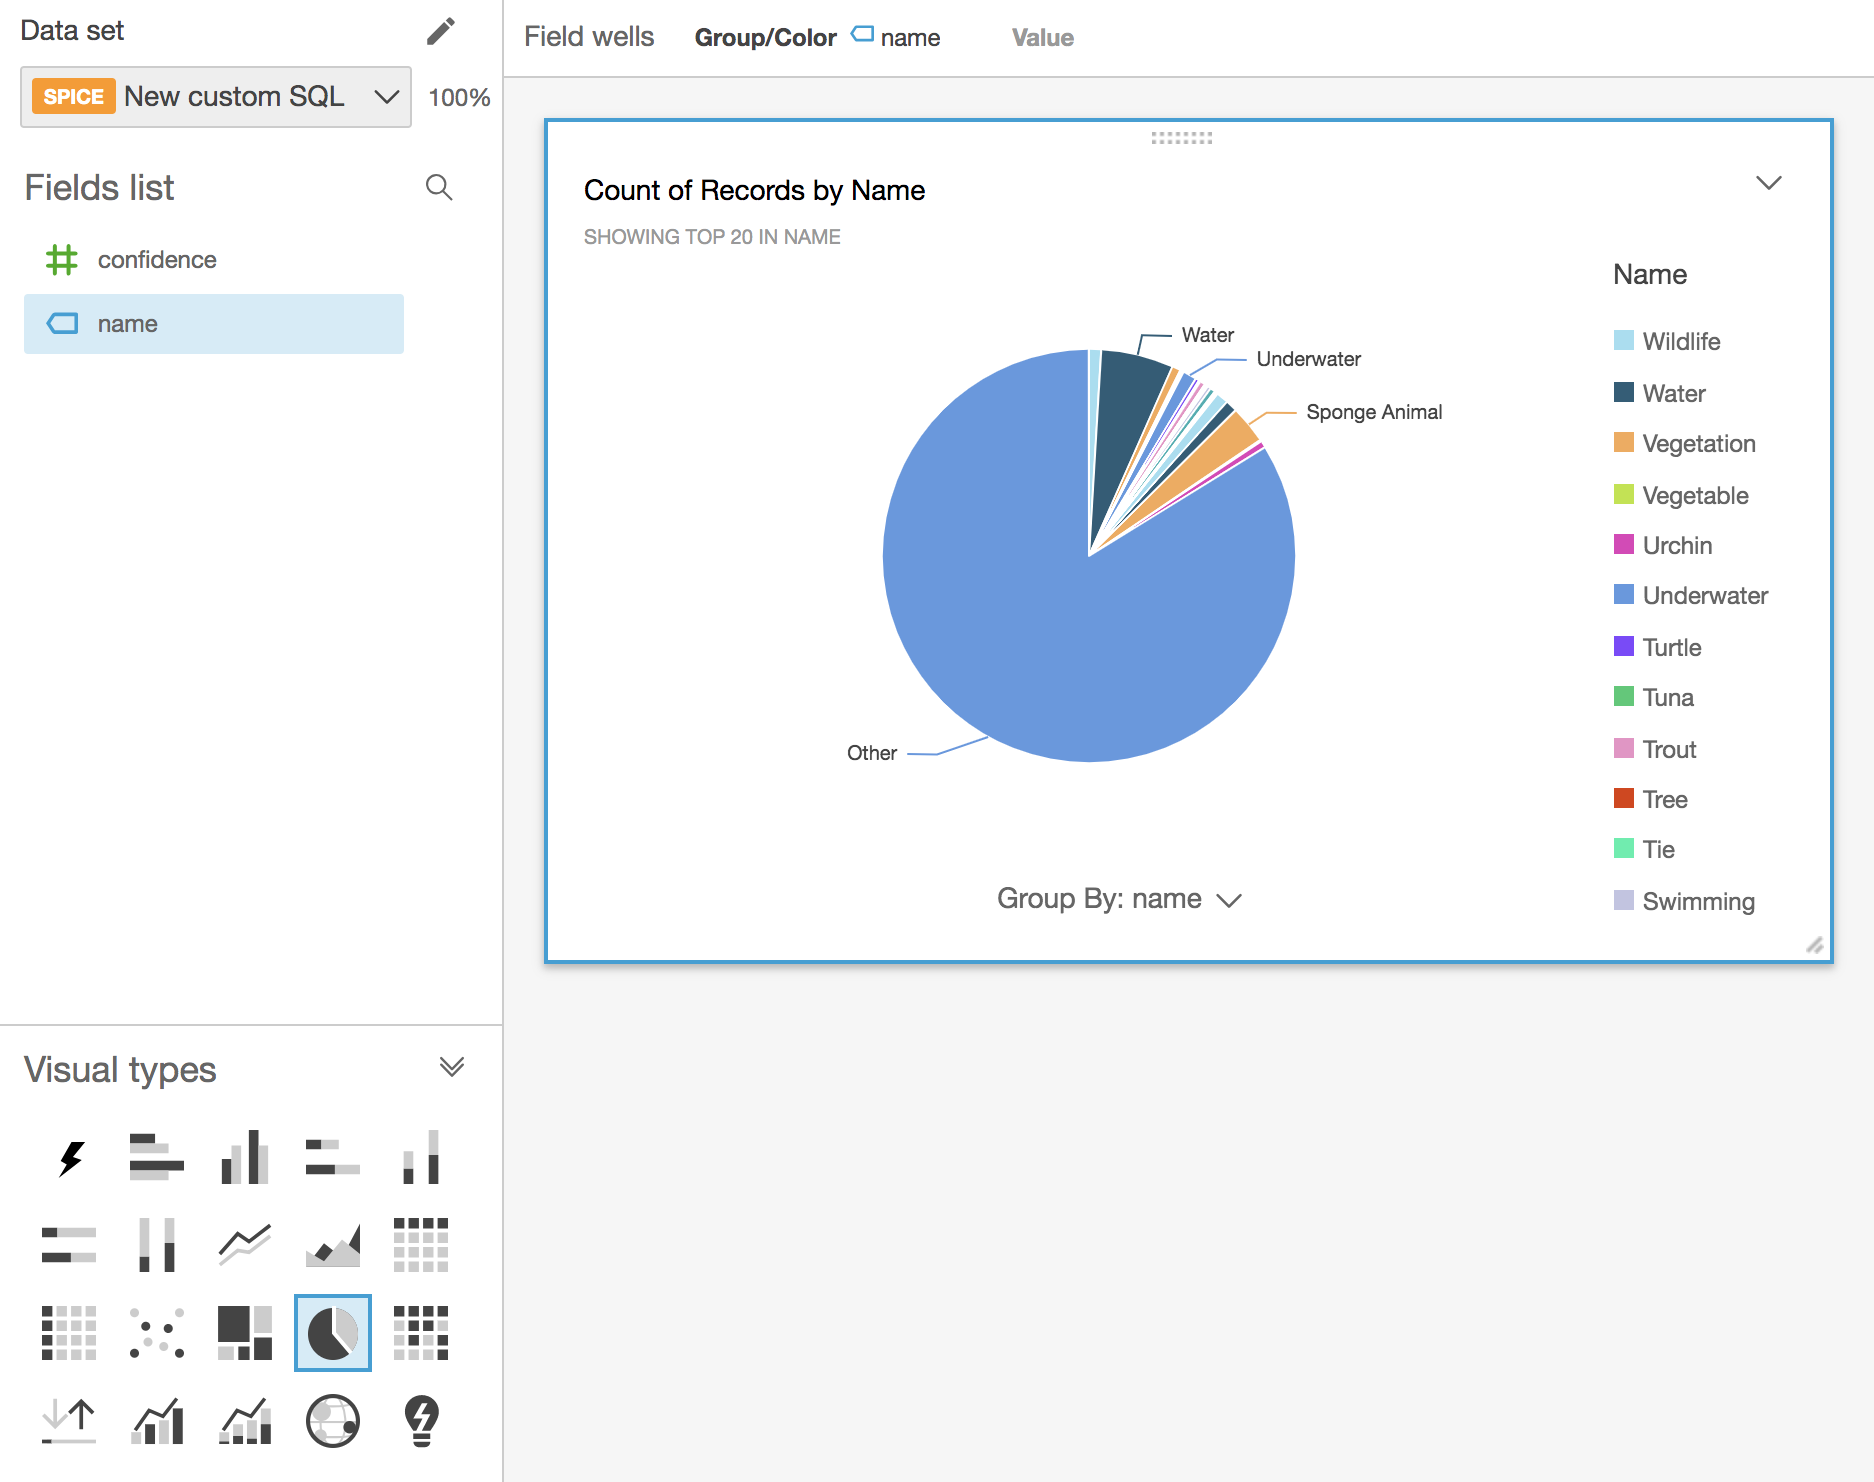 Data set
SPICE New custom SQL 100%
Fields list
confidence
name
Visual types
Field wells Group/Color name Value
Count of Records by Name
SHOWING TOP 20 IN NAME
Water
Underwater
Sponge Animal
Other
Group By: name
Name
Wildlife
Water
Vegetation
Vegetable
Urchin
Underwater
Turtle
Tuna
Trout
Tree
Tie
Swimming